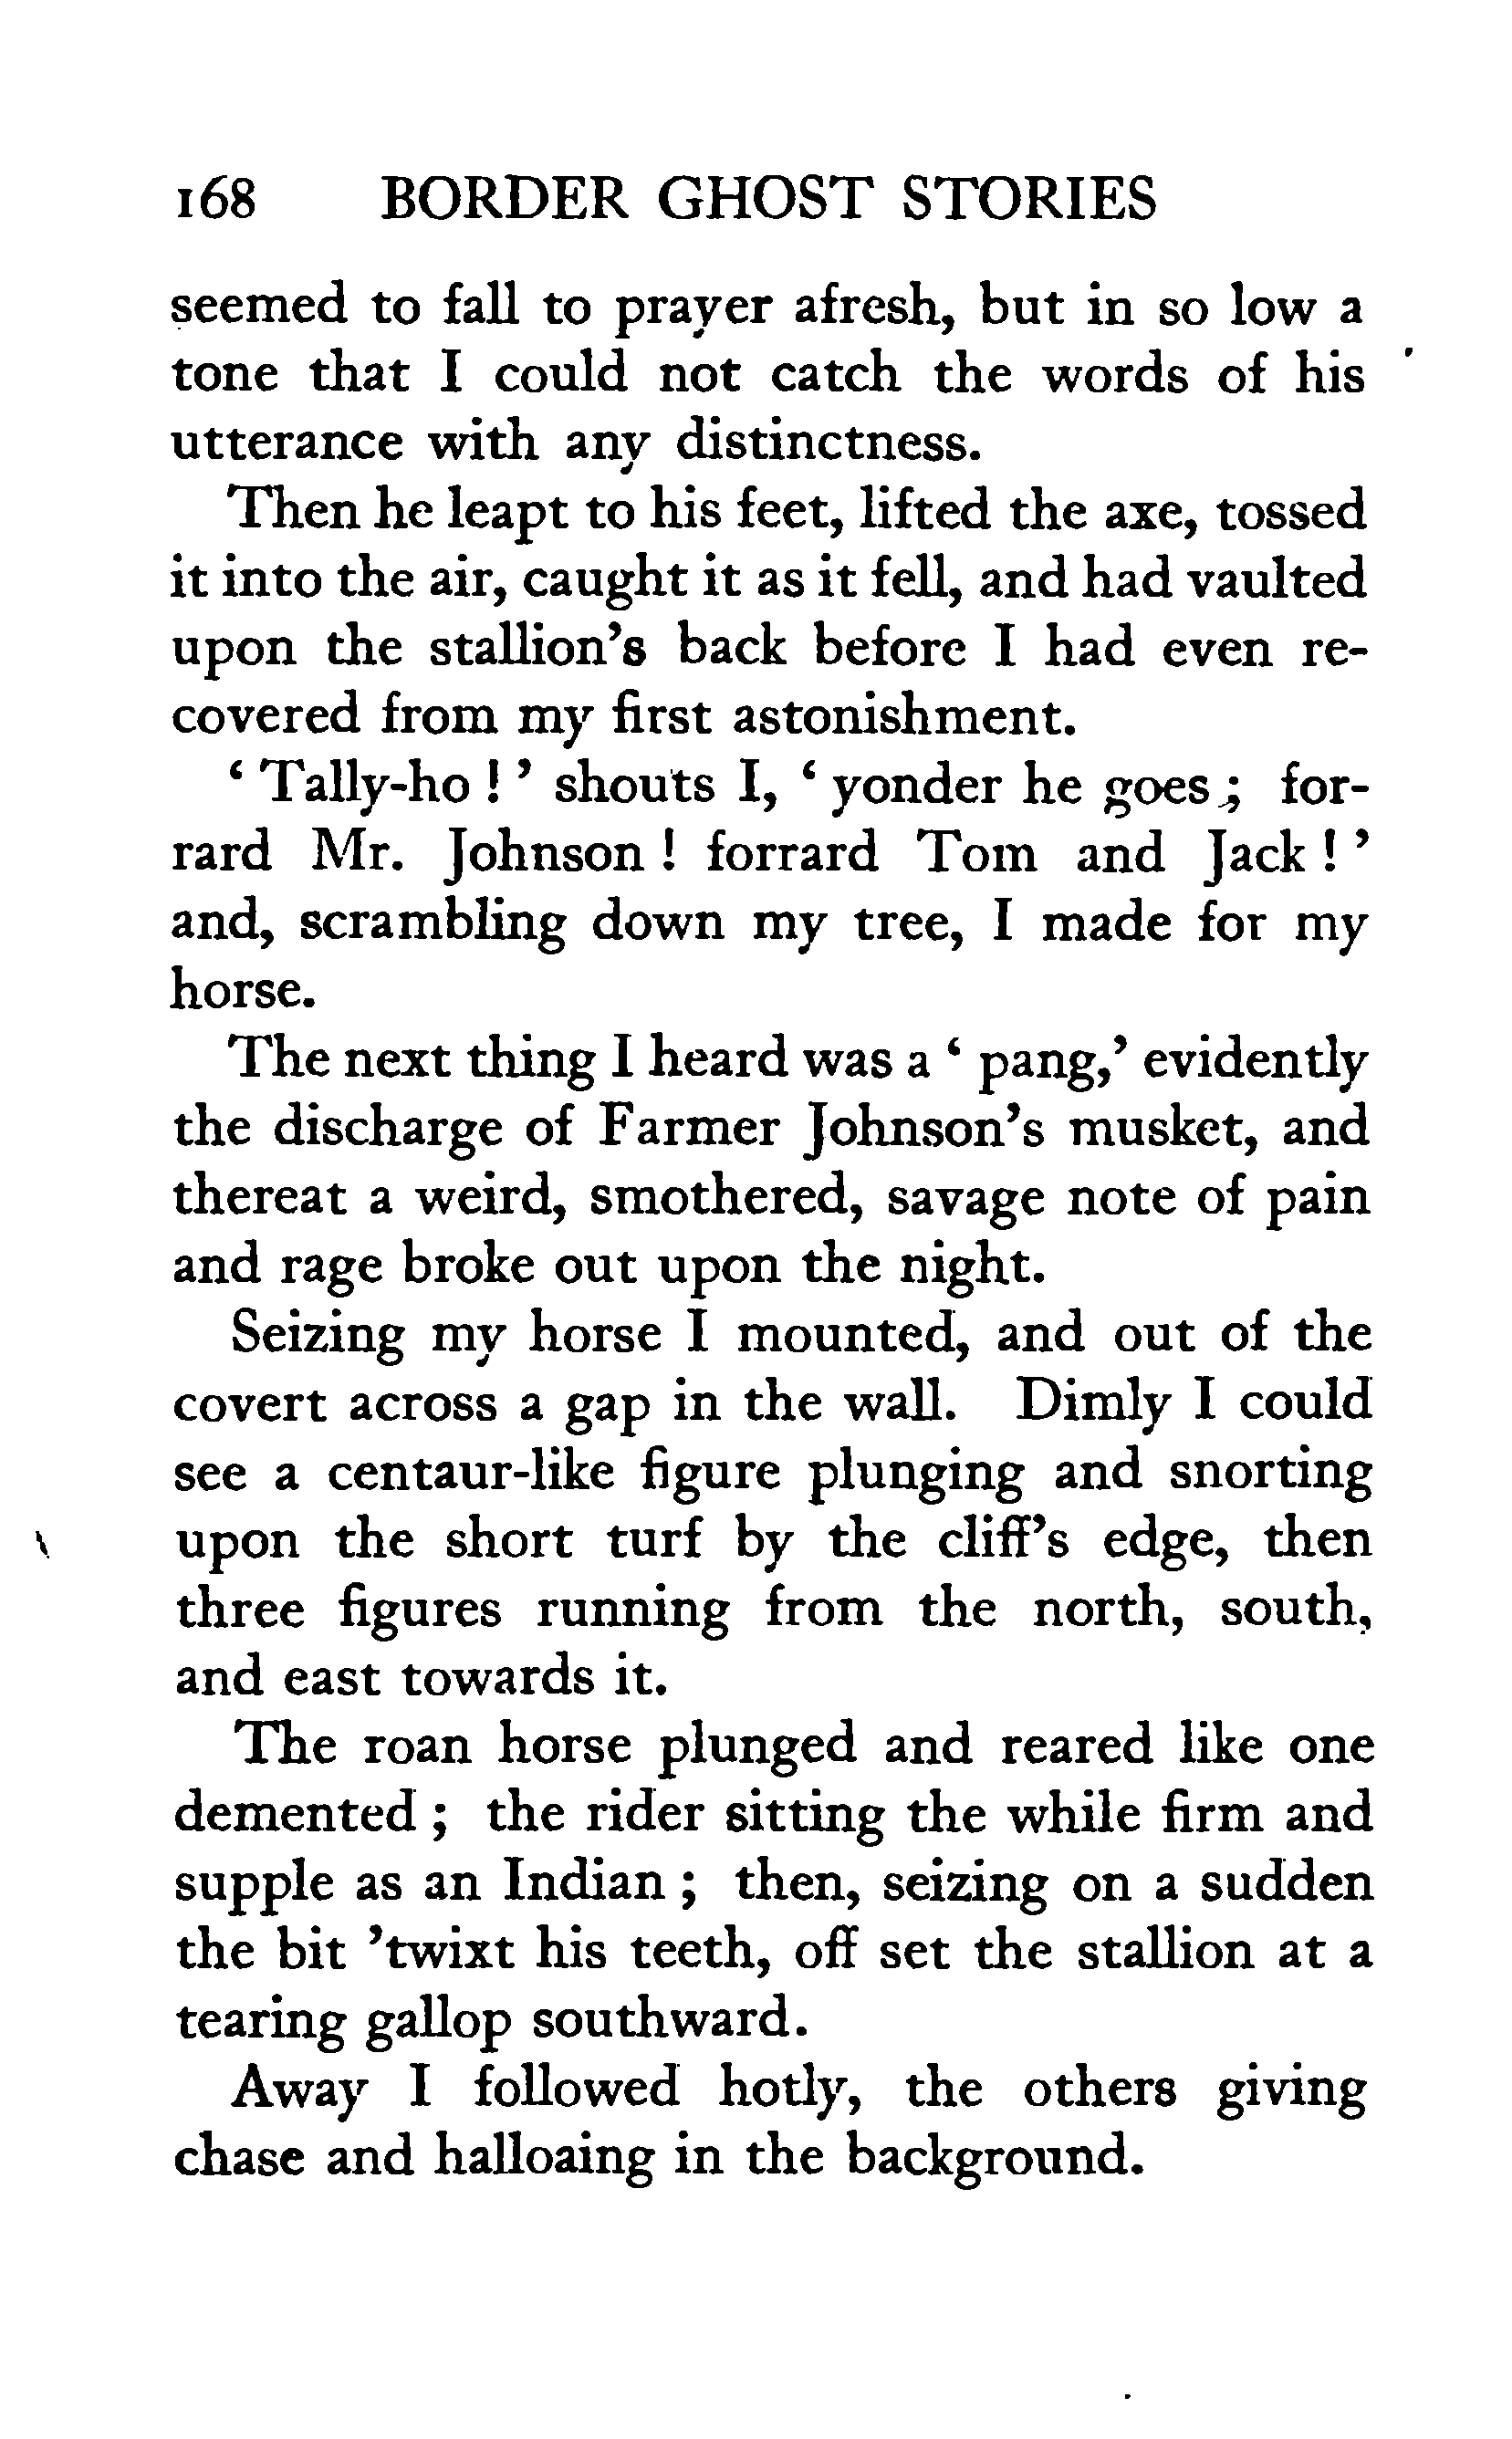 168 BORDER GHOST STORIES
seemed to fall to prayer afresh, but in so low a
tone that I could not catch the words of his
utterance with any distinctness.
Then he leapt to his feet, lifted the axe, tossed
it into the air, caught it as it fell, and had vaulted
upon the stallion's back before I had even re-
covered from my first astonishment.
‘ Tally-ho ! ’ shouts I, ‘ yonder he goes ; for-
rard Mr. Johnson ! forrard Tom and Jack ! ’
and, scrambling down my tree, I made for my
horse.
The next thing I heard was a ‘ pang,’ evidently
the discharge of Farmer Johnson’s musket, and
thereat a weird, smothered, savage note of pain
and rage broke out upon the night.
Seizing my horse I mounted, and out of the
covert across a gap in the wall. Dimly I could
see a centaur-like figure plunging and snorting
upon the short turf by the cliff’s edge, then
three figures running from the north, south,
and east towards it.
The roan horse plunged and reared like one
demented ; the rider sitting the while firm and
supple as an Indian ; then, seizing on a sudden
the bit ’twixt his teeth, off set the stallion at a
tearing gallop southward.
Away I followed hotly, the others giving
chase and halloaing in the background.